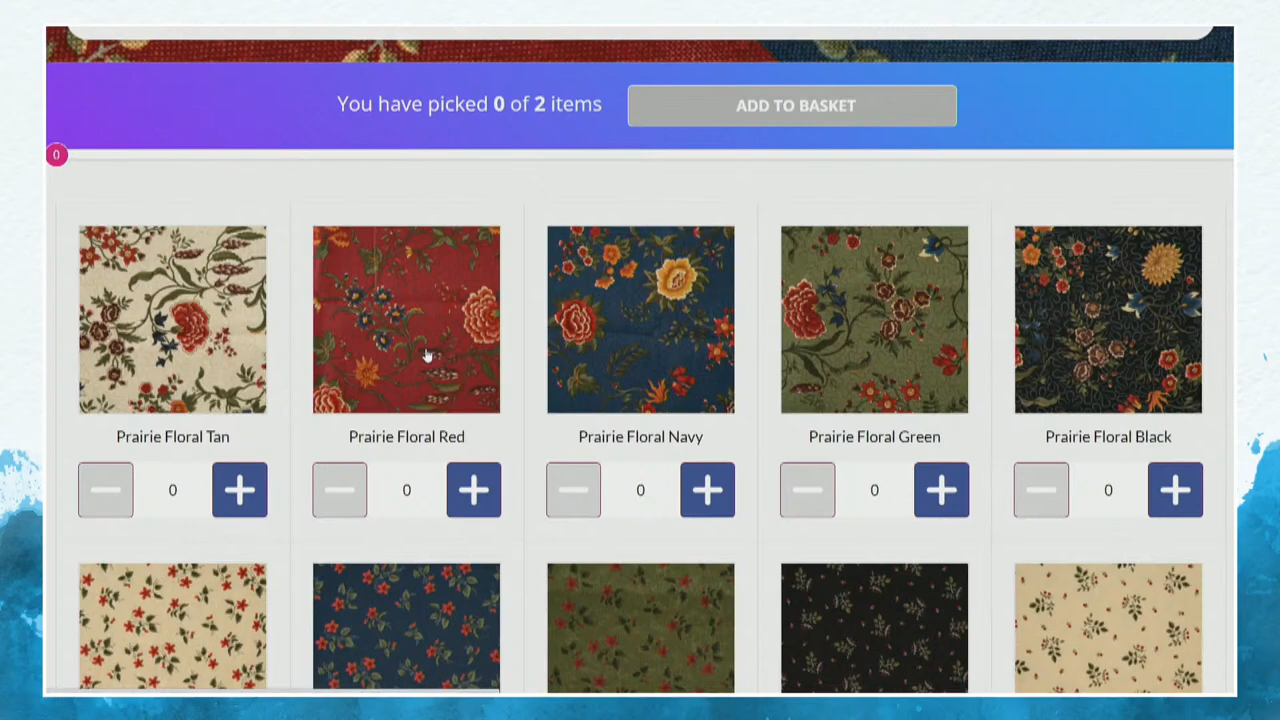 You have picked 0 of 2 items
ADD TO BASKET
0
Prairie Floral Tan
Prairie Floral Red
Prairie Floral Navy
Prairie Floral Green
Prairie Floral Black
0
0
0
0
0